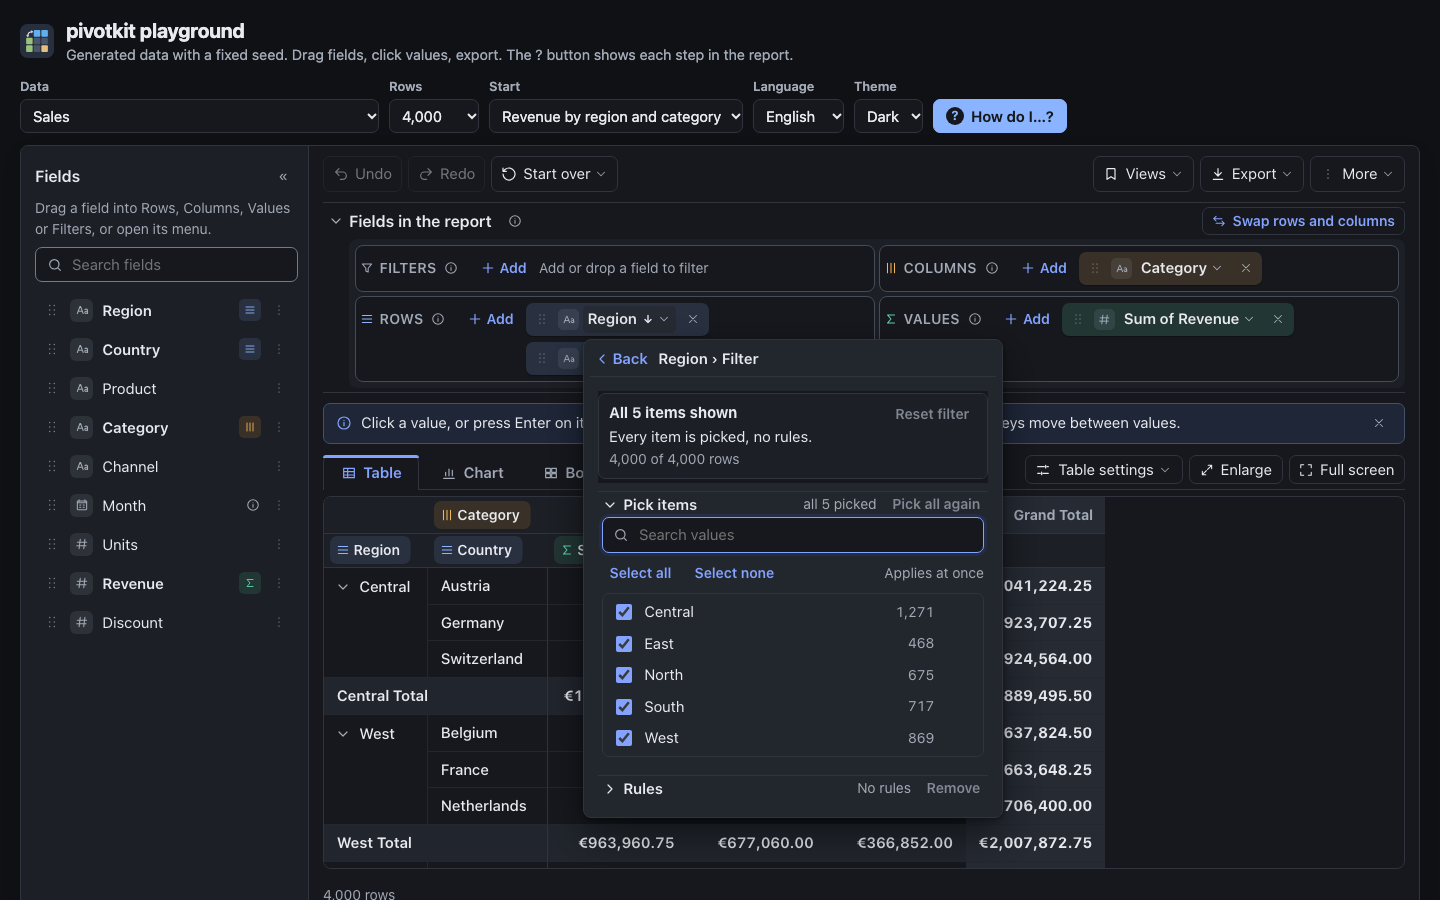 pivotkit playground
Generated data with a fixed seed. Drag fields, click values, export. The ? button shows each step in the report.
Data
Rows
Start
Language
Theme
Sales
4,000
Revenue by region and category
English
Dark
? How do I...?
Fields
«
Drag a field into Rows, Columns, Values
or Filters, or open its menu.
Search fields
Aa Region
Aa Country
Aa Product
Aa Category
Aa Channel
Month
# Units
# Revenue Σ
# Discount
Undo
Redo
Start over
Views
Export
More
Fields in the report
Swap rows and columns
FILTERS
+ Add
Add or drop a field to filter
COLUMNS
+ Add
Aa Category ×
ROWS
+ Add
Aa Region ↓ ×
Aa
Σ VALUES
+ Add
# Sum of Revenue ×
Back
Region › Filter
All 5 items shown
Reset filter
Every item is picked, no rules.
4,000 of 4,000 rows
Pick items
all 5 picked
Pick all again
Search values
Select all
Select none
Applies at once
Central 1,271
East 468
North 675
South 717
West 869
Rules
No rules
Remove
Click a value, or press Enter on
move between values.
×
Table
Chart
Table settings
Enlarge
Full screen
Category
Grand Total
Region
Country
Σ
Central
Austria
041,224.25
Germany
923,707.25
Switzerland
924,564.00
Central Total
€1
889,495.50
West
Belgium
637,824.50
France
663,648.25
Netherlands
706,400.00
West Total
€963,960.75
€677,060.00
€366,852.00
€2,007,872.75
4,000 rows